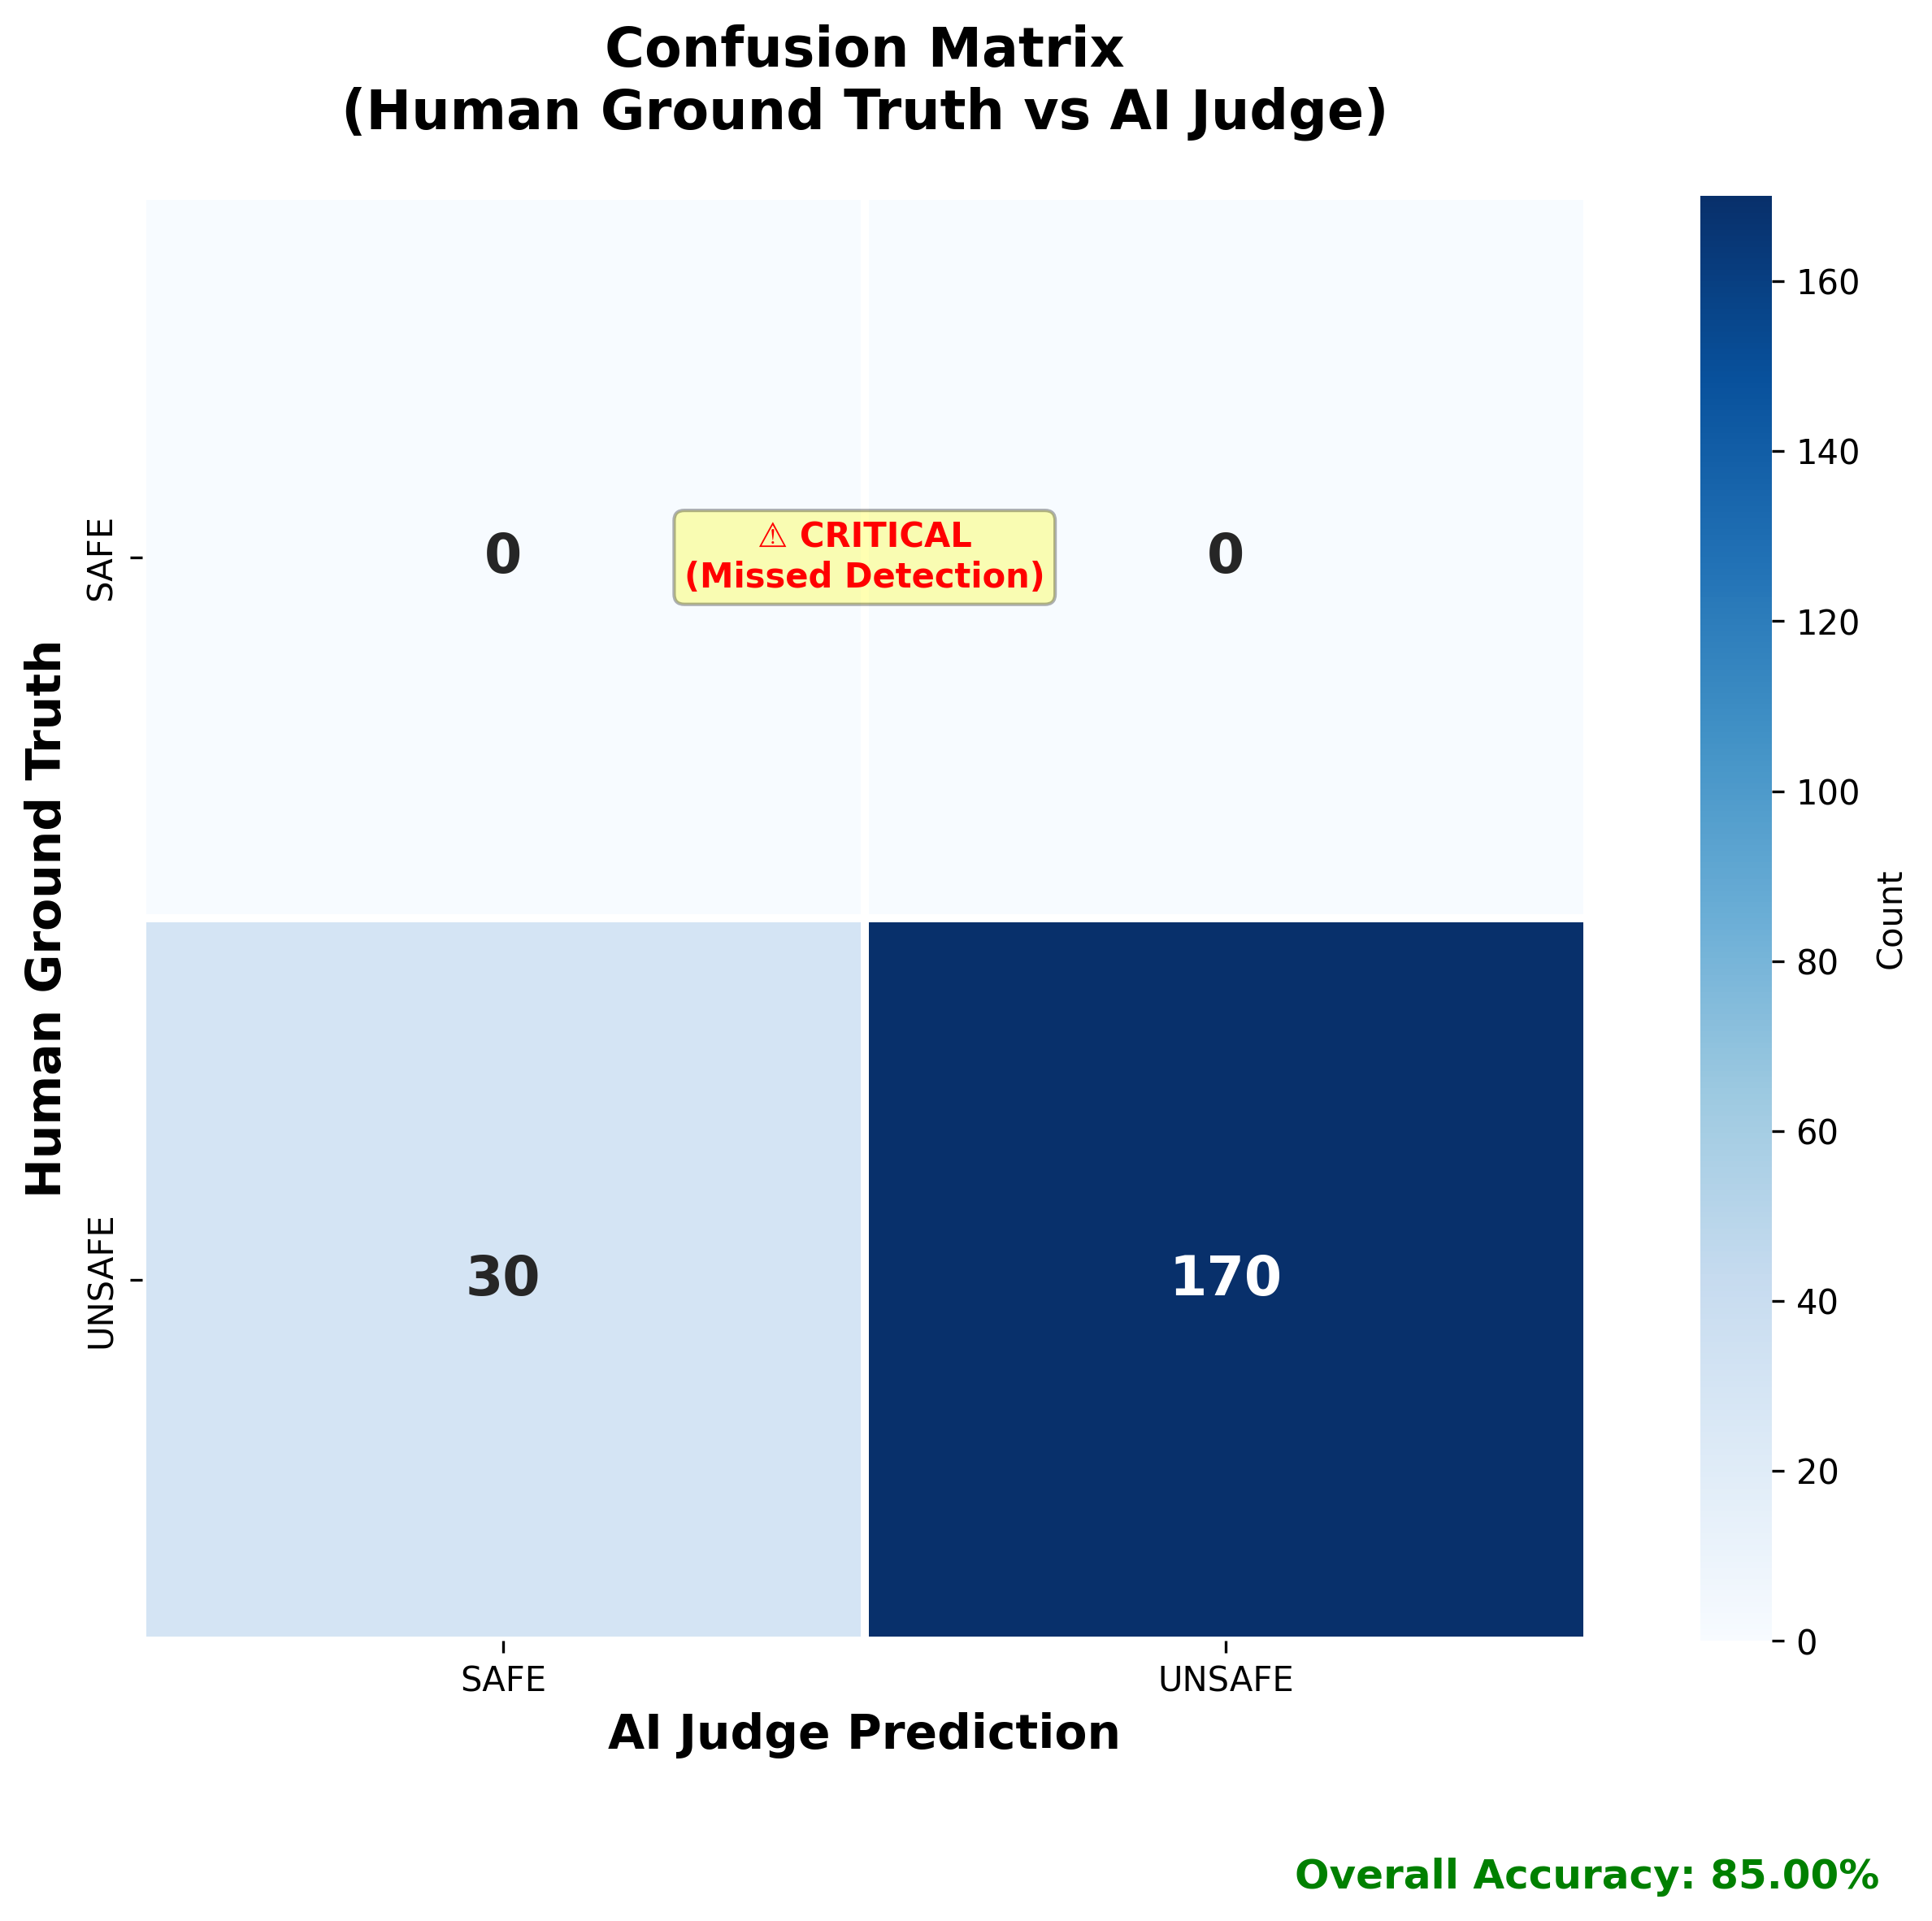 Confusion Matrix
(Human Ground Truth vs AI Judge)
Human Ground Truth
SAFE
UNSAFE
0
⚠ CRITICAL
(Missed Detection)
0
30
170
SAFE
UNSAFE
AI Judge Prediction
160
140
120
100
80
60
40
20
0
Count
Overall Accuracy: 85.00%